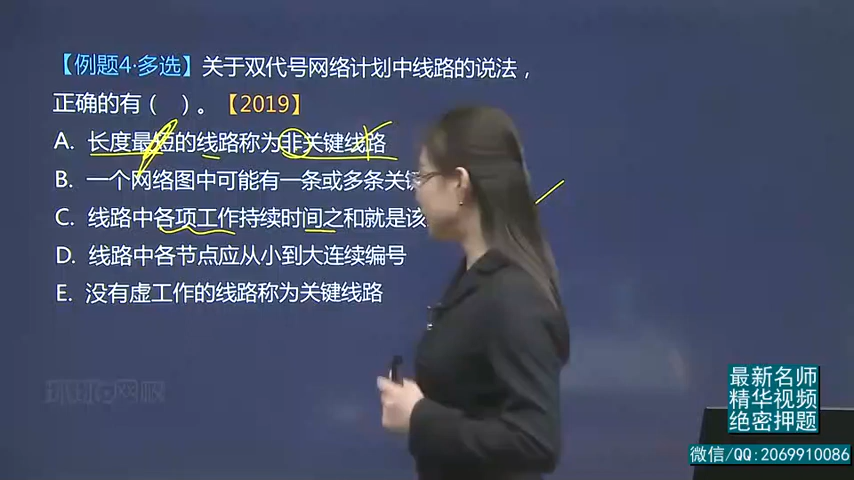 【例题4·多选】关于双代号网络计划中线路的说法，
正确的有（ ）。【2019】
A. 长度最短的线路称为非关键线路
B. 一个网络图中可能有一条或多条关键
C. 线路中各项工作持续时间之和就是该
D. 线路中各节点应从小到大连续编号
E. 没有虚工作的线路称为关键线路
环球网校
最新名师
精华视频
绝密押题
微信/QQ:2069910086